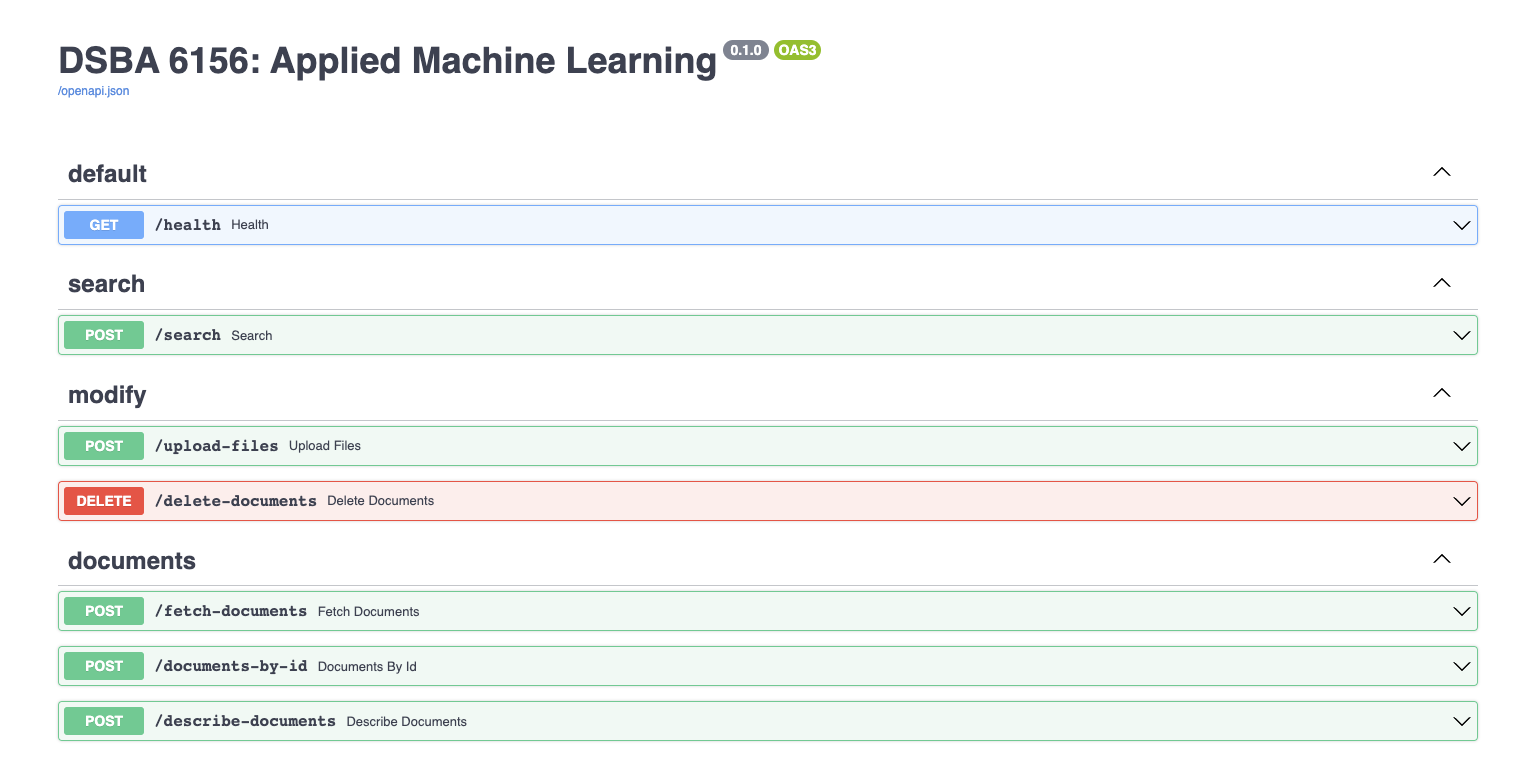 DSBA 6156: Applied Machine Learning 0.1.0 OAS3
/openapi.json
default
GET /health Health
search
POST /search Search
modify
POST /upload-files Upload Files
DELETE /delete-documents Delete Documents
documents
POST /fetch-documents Fetch Documents
POST /documents-by-id Documents By Id
POST /describe-documents Describe Documents